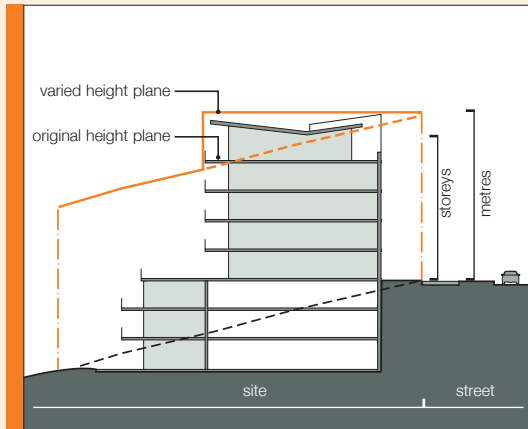 varied height plane
original height plane
storeys
metres
site
street